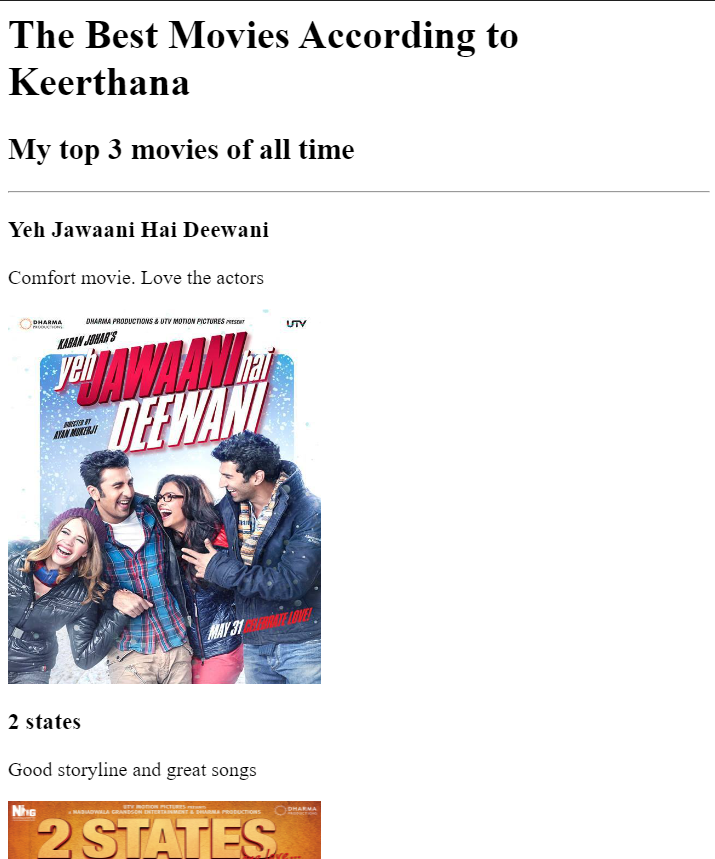 The Best Movies According to
Keerthana
My top 3 movies of all time
Yeh Jawaani Hai Deewani
Comfort movie. Love the actors
DHARMA
PRODUCTIONS
DHARMA PRODUCTIONS & UTV MOTION PICTURES PRESENT
UTV
KARAN JOHAR'S
yeh JAWAANI hai
DEEWANI
DIRECTED BY
AYAN MUKERJI
MAY 31 CELEBRATE LOVE!
2 states
Good storyline and great songs
UTV MOTION PICTURES PRESENTS
NADIADWALA GRANDSON ENTERTAINMENT & DHARMA PRODUCTIONS
DHARMA
PRODUCTIONS
2 STATES